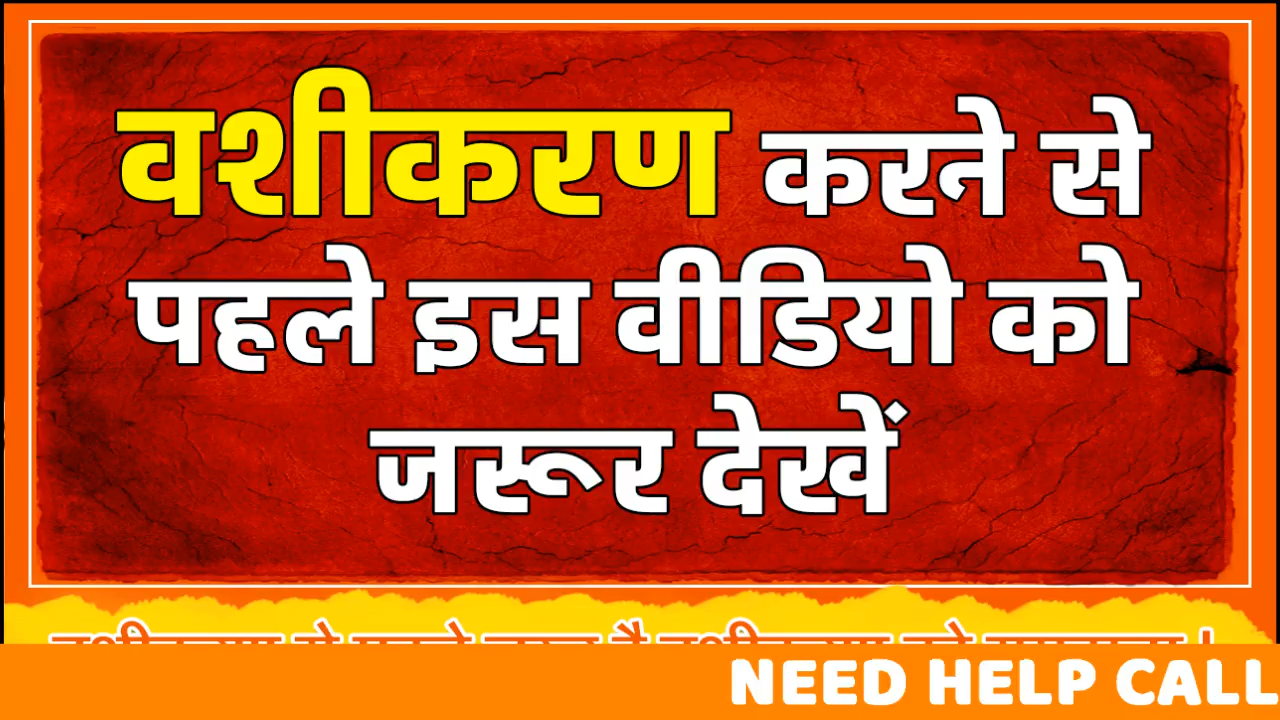 वशीकरण करने से
पहले इस वीडियो को
जरूर देखें
NEED HELP CALL